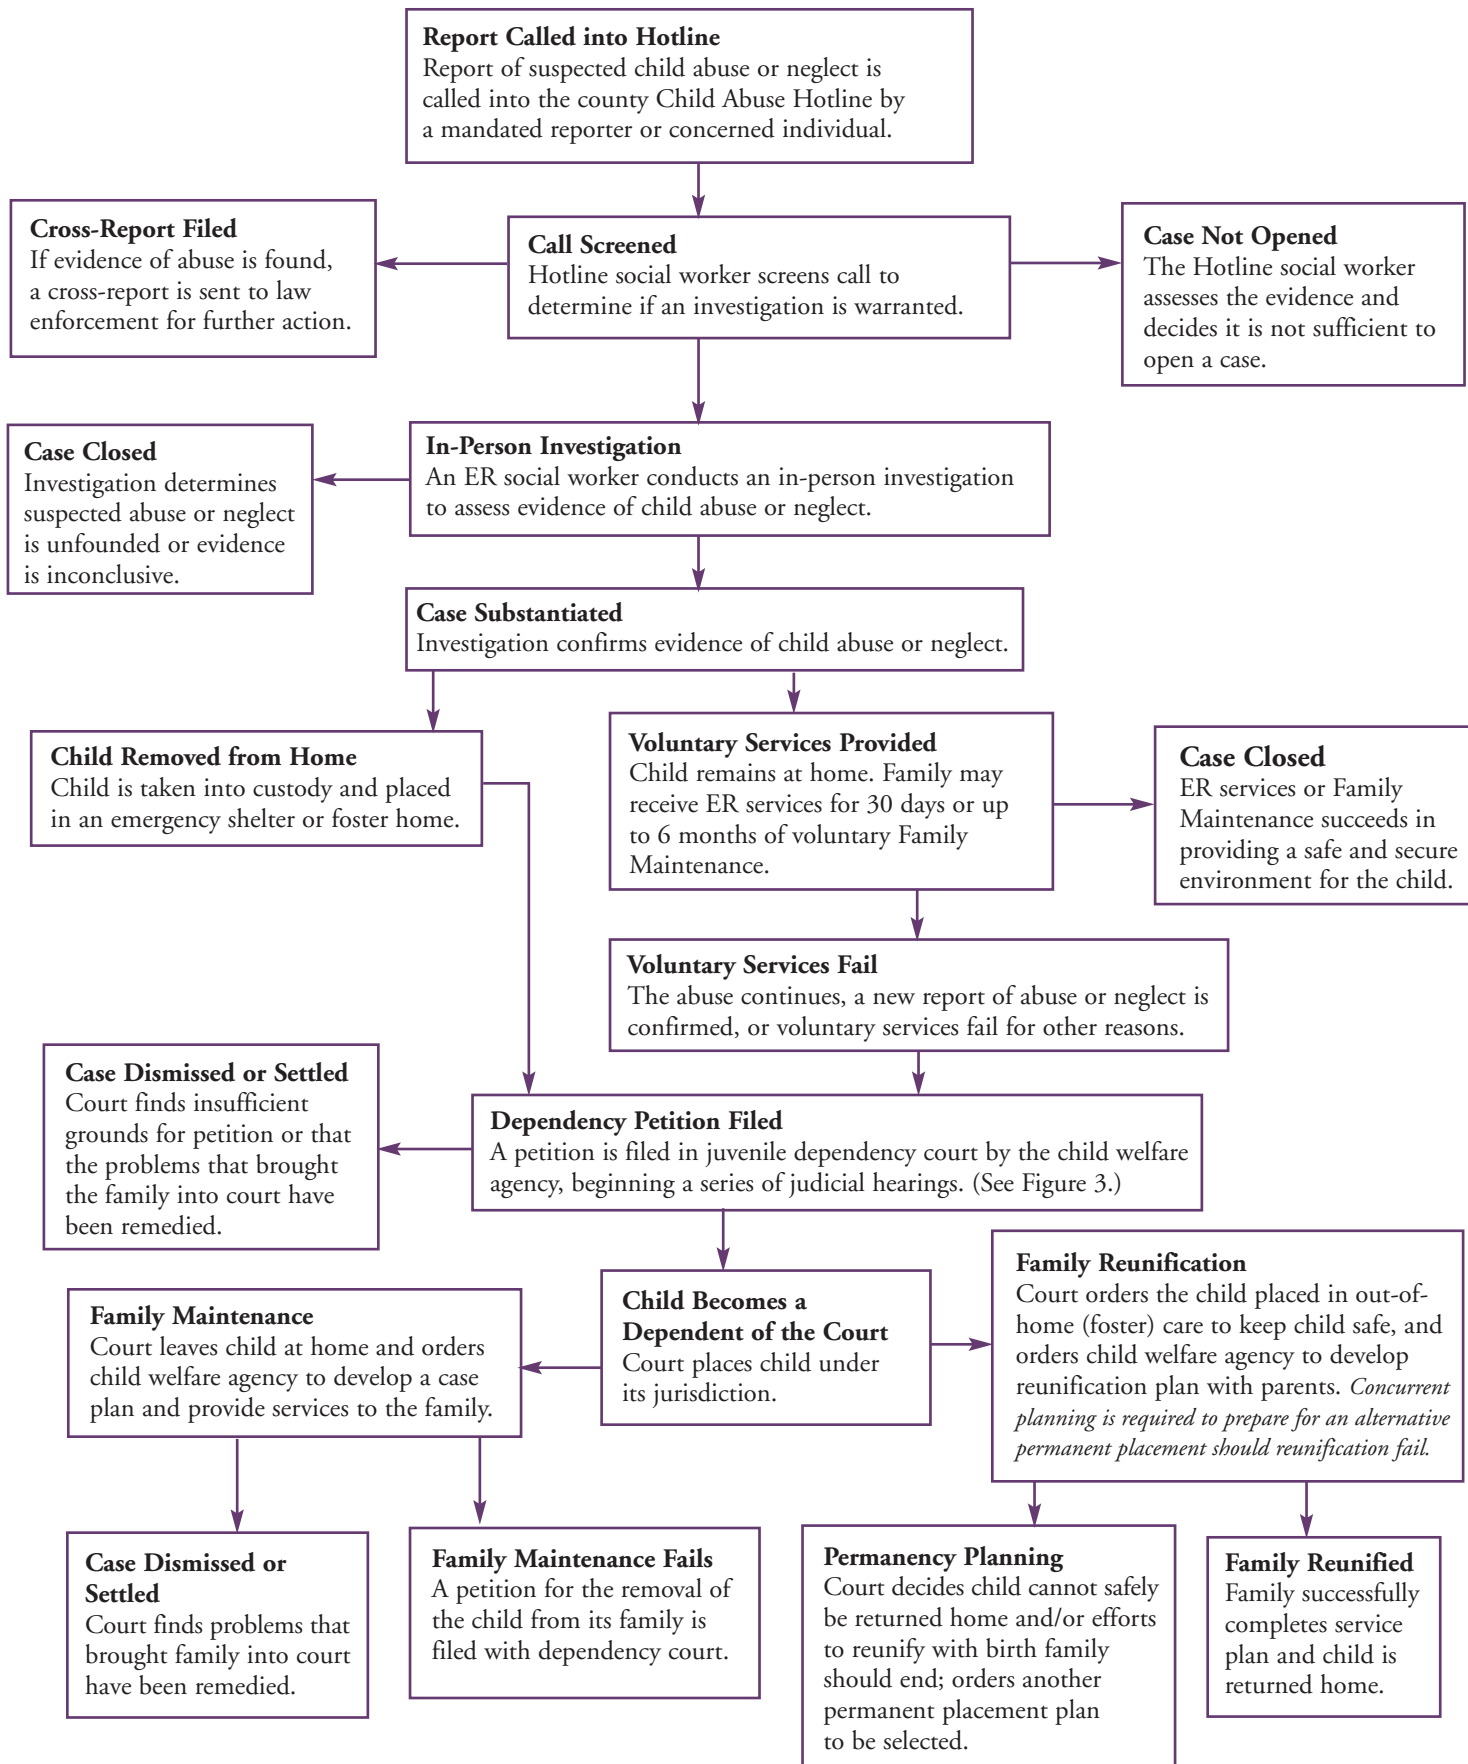 Report Called into Hotline
Report of suspected child abuse or neglect is
called into the county Child Abuse Hotline by
a mandated reporter or concerned individual.
Cross-Report Filed
If evidence of abuse is found,
a cross-report is sent to law
enforcement for further action.
Call Screened
Hotline social worker screens call to
determine if an investigation is warranted.
Case Not Opened
The Hotline social worker
assesses the evidence and
decides it is not sufficient to
open a case.
Case Closed
Investigation determines
suspected abuse or neglect
is unfounded or evidence
is inconclusive.
In-Person Investigation
An ER social worker conducts an in-person investigation
to assess evidence of child abuse or neglect.
Case Substantiated
Investigation confirms evidence of child abuse or neglect.
Child Removed from Home
Child is taken into custody and placed
in an emergency shelter or foster home.
Voluntary Services Provided
Child remains at home. Family may
receive ER services for 30 days or up
to 6 months of voluntary Family
Maintenance.
Case Closed
ER services or Family
Maintenance succeeds in
providing a safe and secure
environment for the child.
Voluntary Services Fail
The abuse continues, a new report of abuse or neglect is
confirmed, or voluntary services fail for other reasons.
Case Dismissed or Settled
Court finds insufficient
grounds for petition or that
the problems that brought
the family into court have
been remedied.
Dependency Petition Filed
A petition is filed in juvenile dependency court by the child welfare
agency, beginning a series of judicial hearings. (See Figure 3.)
Family Maintenance
Court leaves child at home and orders
child welfare agency to develop a case
plan and provide services to the family.
Child Becomes a
Dependent of the Court
Court places child under
its jurisdiction.
Family Reunification
Court orders the child placed in out-of-
home (foster) care to keep child safe, and
orders child welfare agency to develop
reunification plan with parents. Concurrent
planning is required to prepare for an alternative
permanent placement should reunification fail.
Case Dismissed or
Settled
Court finds problems that
brought family into court
have been remedied.
Family Maintenance Fails
A petition for the removal of
the child from its family is
filed with dependency court.
Permanency Planning
Court decides child cannot safely
be returned home and/or efforts
to reunify with birth family
should end; orders another
permanent placement plan
to be selected.
Family Reunified
Family successfully
completes service
plan and child is
returned home.